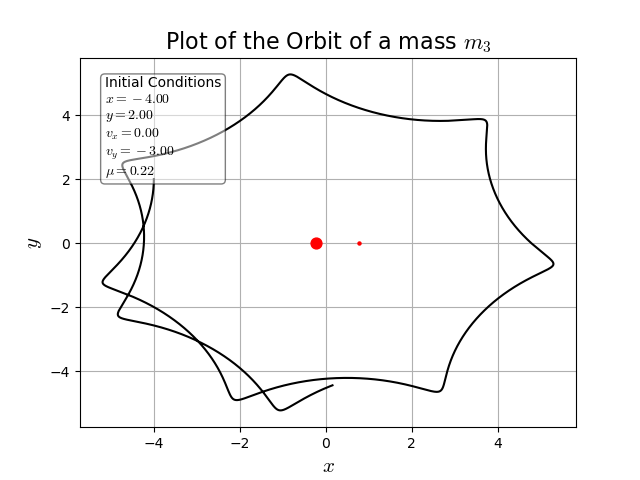 Plot of the Orbit of a mass m₃
Initial Conditions
x = −4.00
y = 2.00
vₓ = 0.00
v_y = −3.00
μ = 0.22
4
2
0
−2
−4
y
−4 −2 0 2 4
x